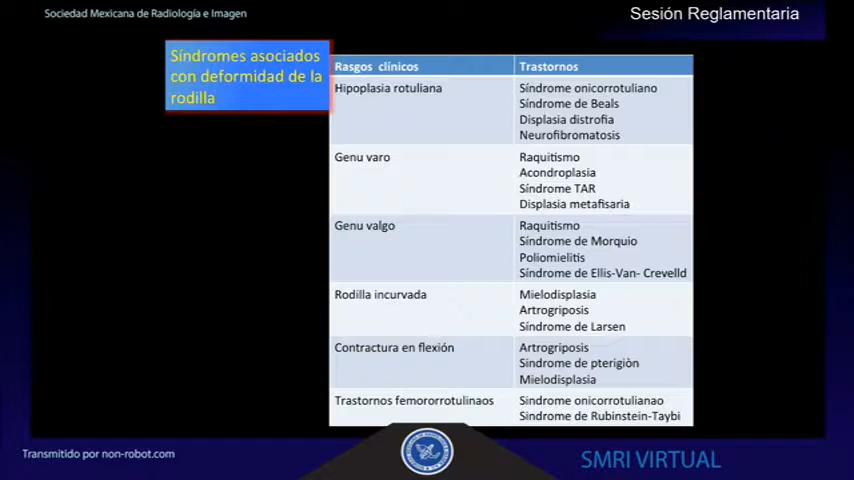 Sociedad Mexicana de Radiología e Imagen
Sesión Reglamentaria
Síndromes asociados
con deformidad de la
rodilla
Rasgos clínicos Trastornos
Hipoplasia rotuliana Síndrome onicorrotuliano
Síndrome de Beals
Displasia distrofia
Neurofibromatosis
Genu varo Raquitismo
Acondroplasia
Síndrome TAR
Displasia metafisaria
Genu valgo Raquitismo
Síndrome de Morquio
Poliomielitis
Síndrome de Ellis-Van- Crevelld
Rodilla incurvada Mielodisplasia
Artrogriposis
Síndrome de Larsen
Contractura en flexión Artrogriposis
Síndrome de pterigiòn
Mielodisplasia
Trastornos femororrotulinaos Síndrome onicorrotulianao
Síndrome de Rubinstein-Taybi
Transmitido por non-robot.com
SMRI VIRTUAL